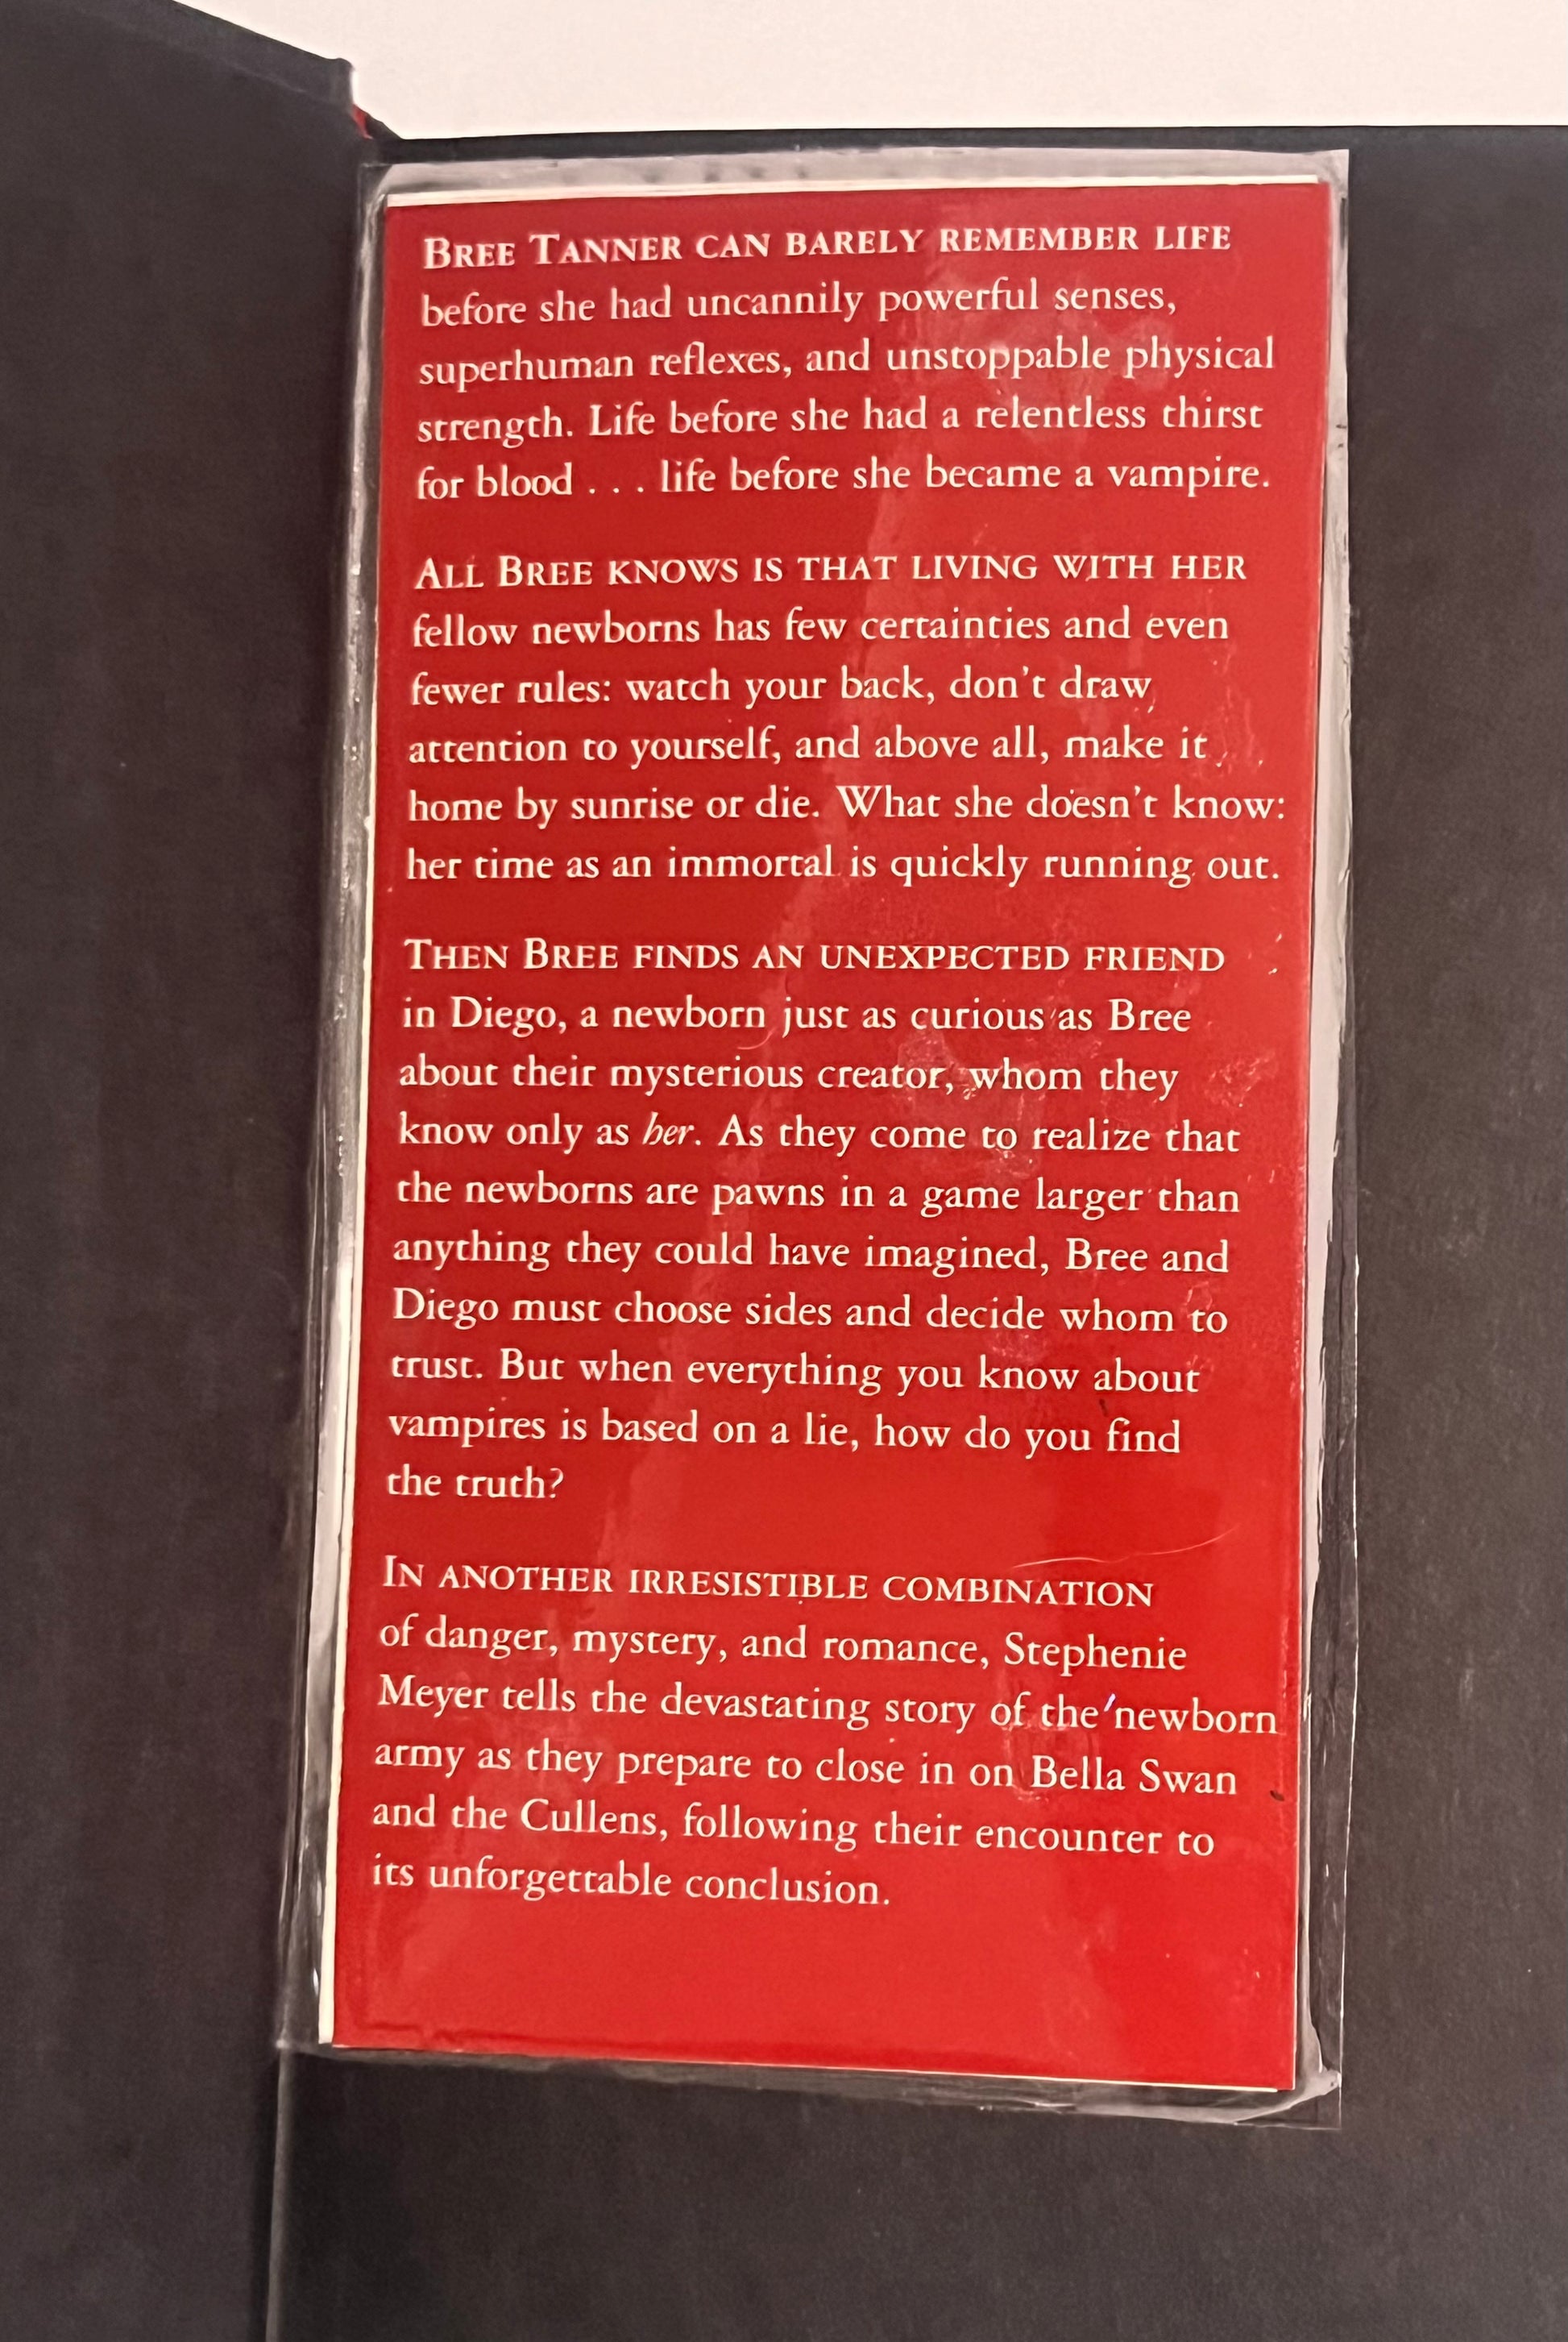 BREE TANNER CAN BARELY REMEMBER LIFE
before she had uncannily powerful senses,
superhuman reflexes, and unstoppable physical
strength. Life before she had a relentless thirst
for blood . . . life before she became a vampire.
ALL BREE KNOWS IS THAT LIVING WITH HER
fellow newborns has few certainties and even
fewer rules: watch your back, don't draw
attention to yourself, and above all, make it
home by sunrise or die. What she doesn't know:
her time as an immortal is quickly running out.
THEN BREE FINDS AN UNEXPECTED FRIEND
in Diego, a newborn just as curious as Bree
about their mysterious creator, whom they
know only as her. As they come to realize that
the newborns are pawns in a game larger than
anything they could have imagined, Bree and
Diego must choose sides and decide whom to
trust. But when everything you know about
vampires is based on a lie, how do you find
the truth?
IN ANOTHER IRRESISTIBLE COMBINATION
of danger, mystery, and romance, Stephenie
Meyer tells the devastating story of the newborn
army as they prepare to close in on Bella Swan
and the Cullens, following their encounter to
its unforgettable conclusion.